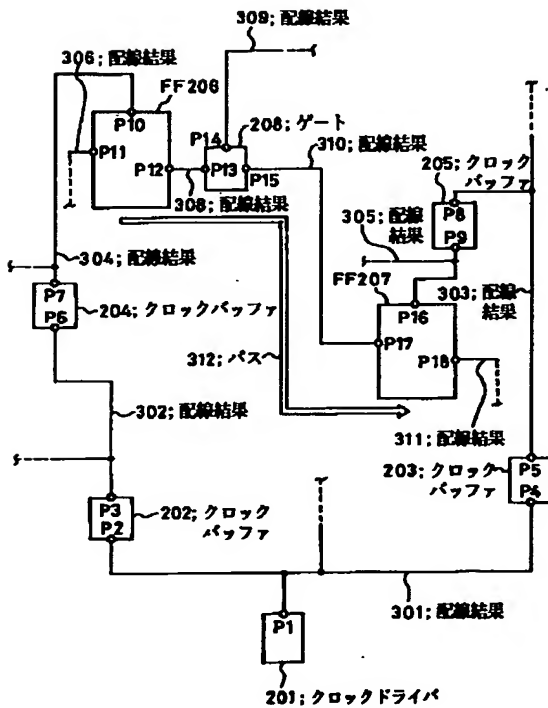 309;配線結果
306;配線結果
FF206
P10
P14
208;ゲート
P11
P13
310;配線結果
P12
P15
205;クロック
バッファ
308;配線結果
P8
305;配線
結果
P9
304;配線結果
FF207
303;配線
結果
P7
P16
P6
204;クロックバッファ
P17
312;パス
P18
302;配線結果
311;配線結果
203;クロック
バッファ
P5
P4
P3
202;クロック
バッファ
P2
301;配線結果
P1
201;クロックドライバ